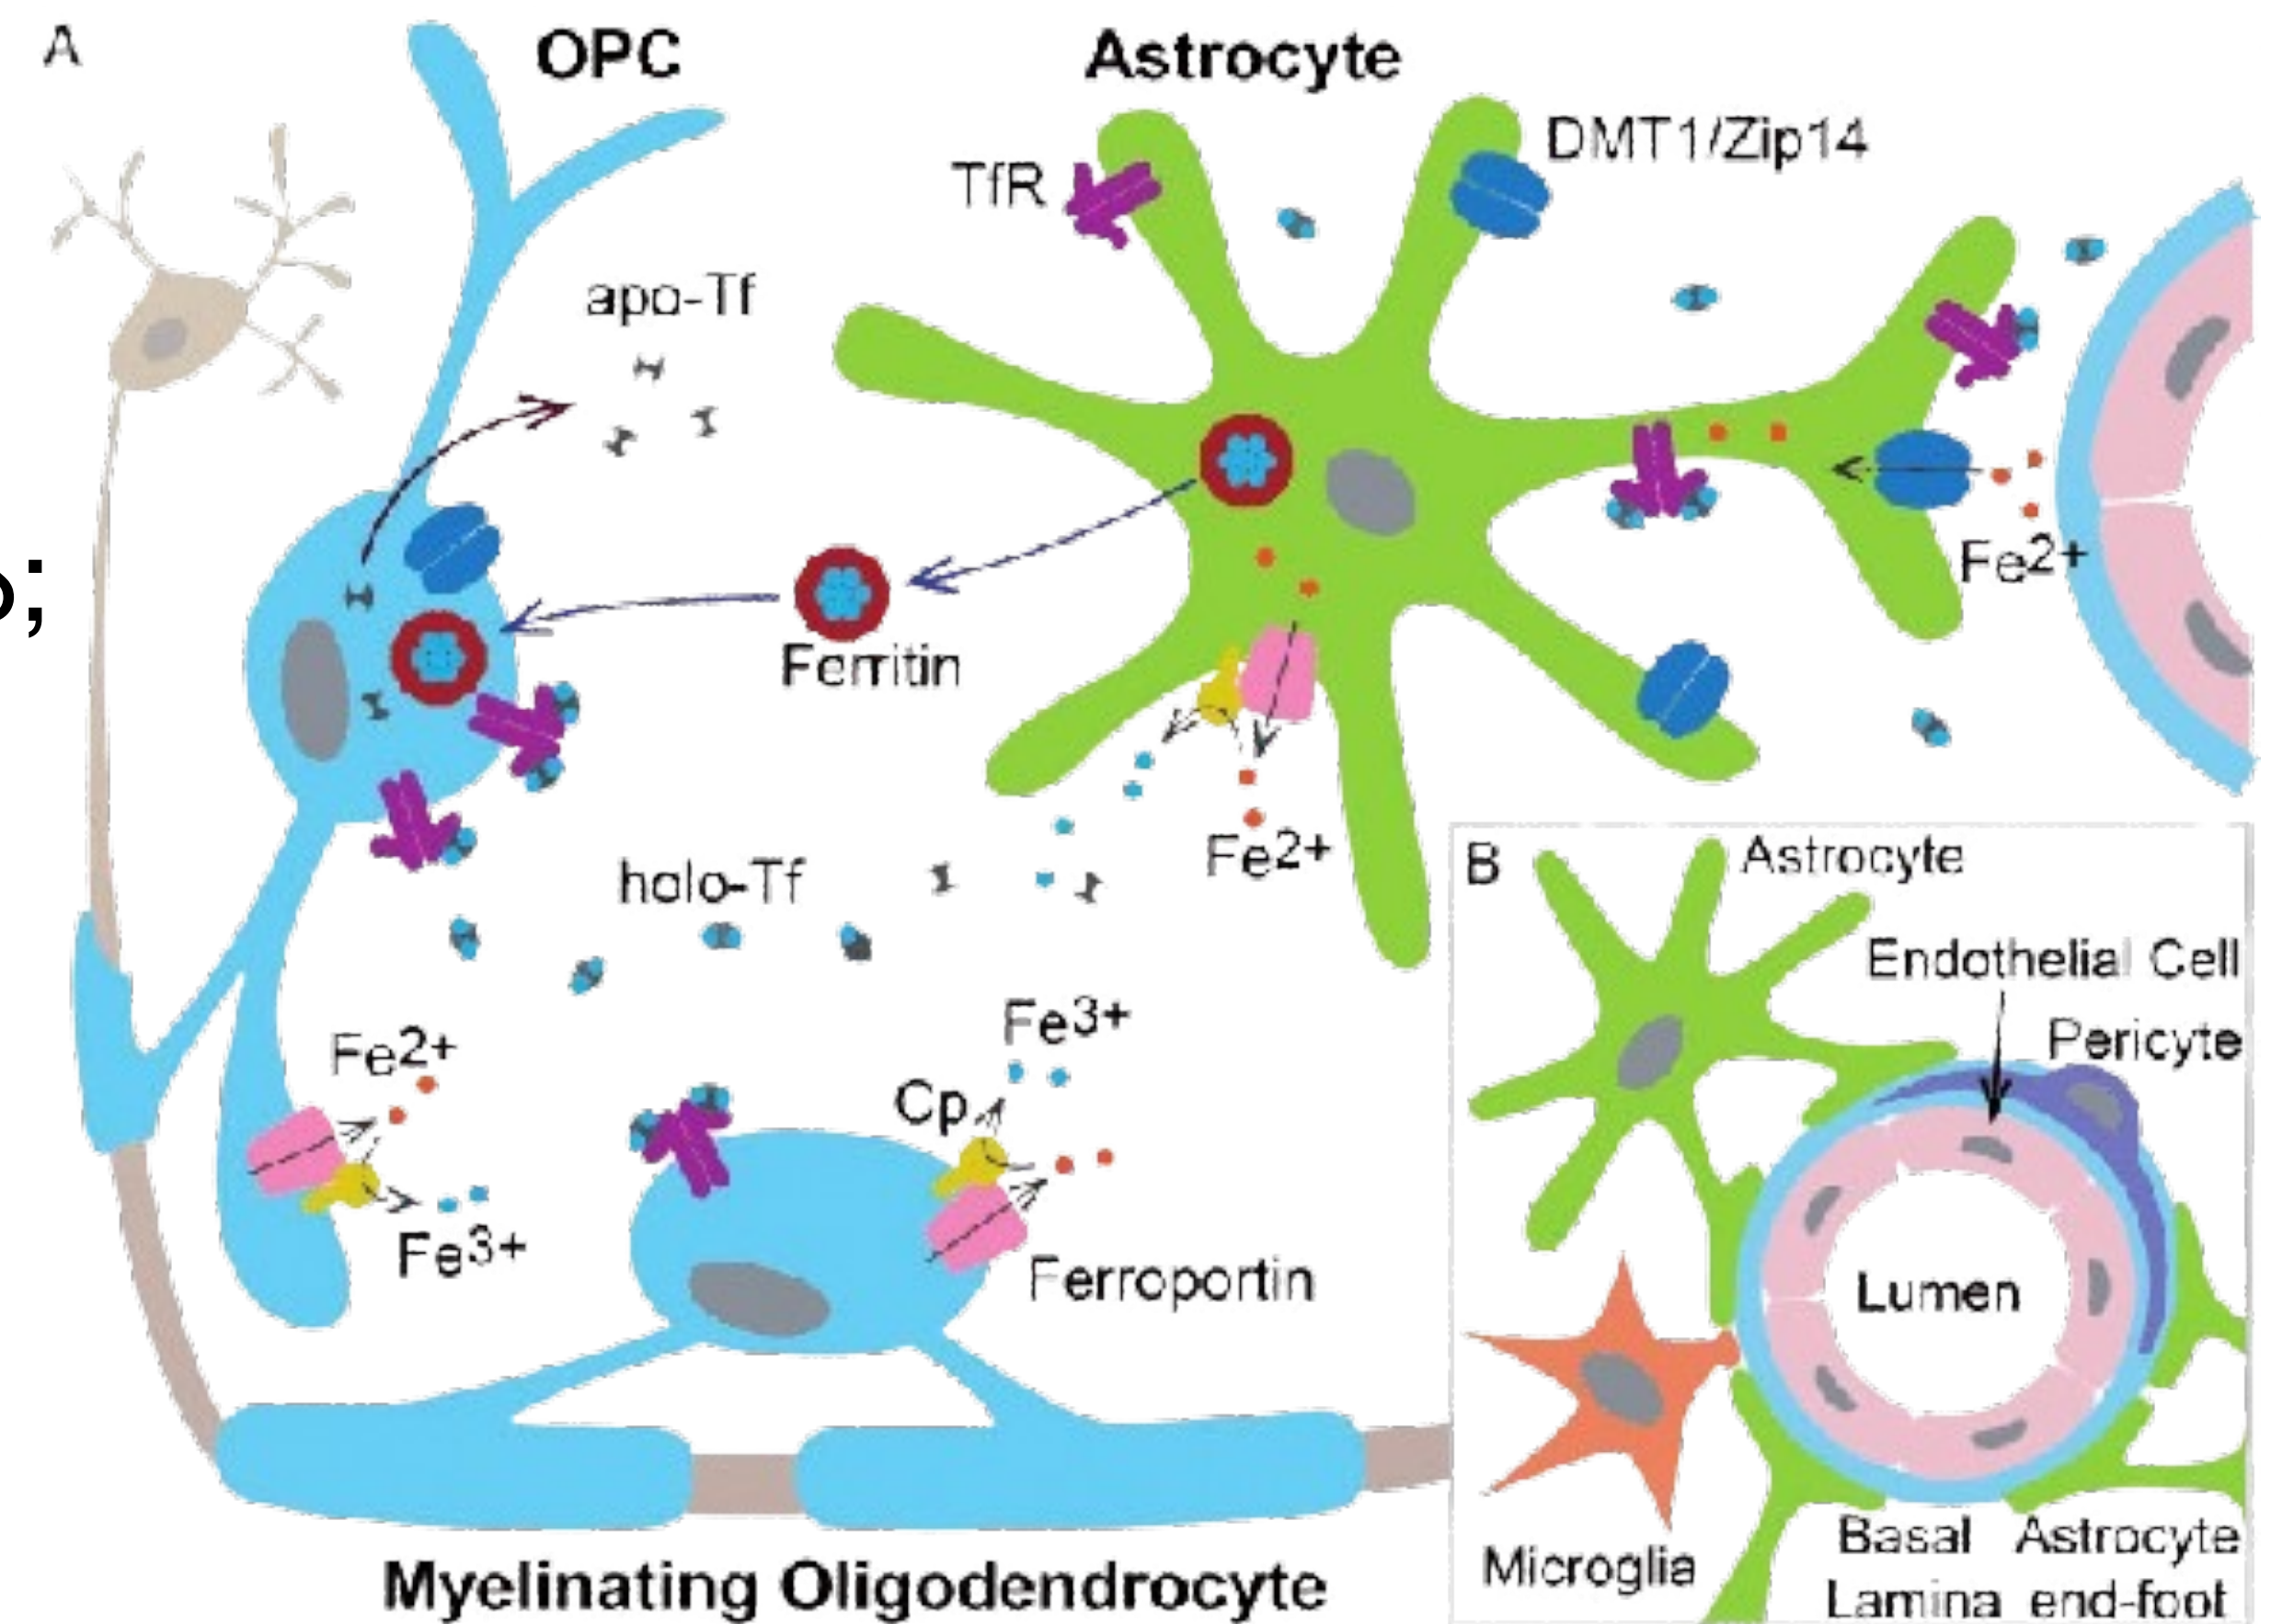 A
OPC
Astrocyte
DMT1/Zip14
TfR
apo-Tf
;
Fe2+
Ferritin
Fe2+
holo-Tf
Fe2+
Fe3+
Fe3+
Cp
Ferroportin
Myelinating Oligodendrocyte
B
Astrocyte
Endothelial Cell
Pericyte
Lumen
Microglia
Basal
Lamina
Astrocyte
end-foot